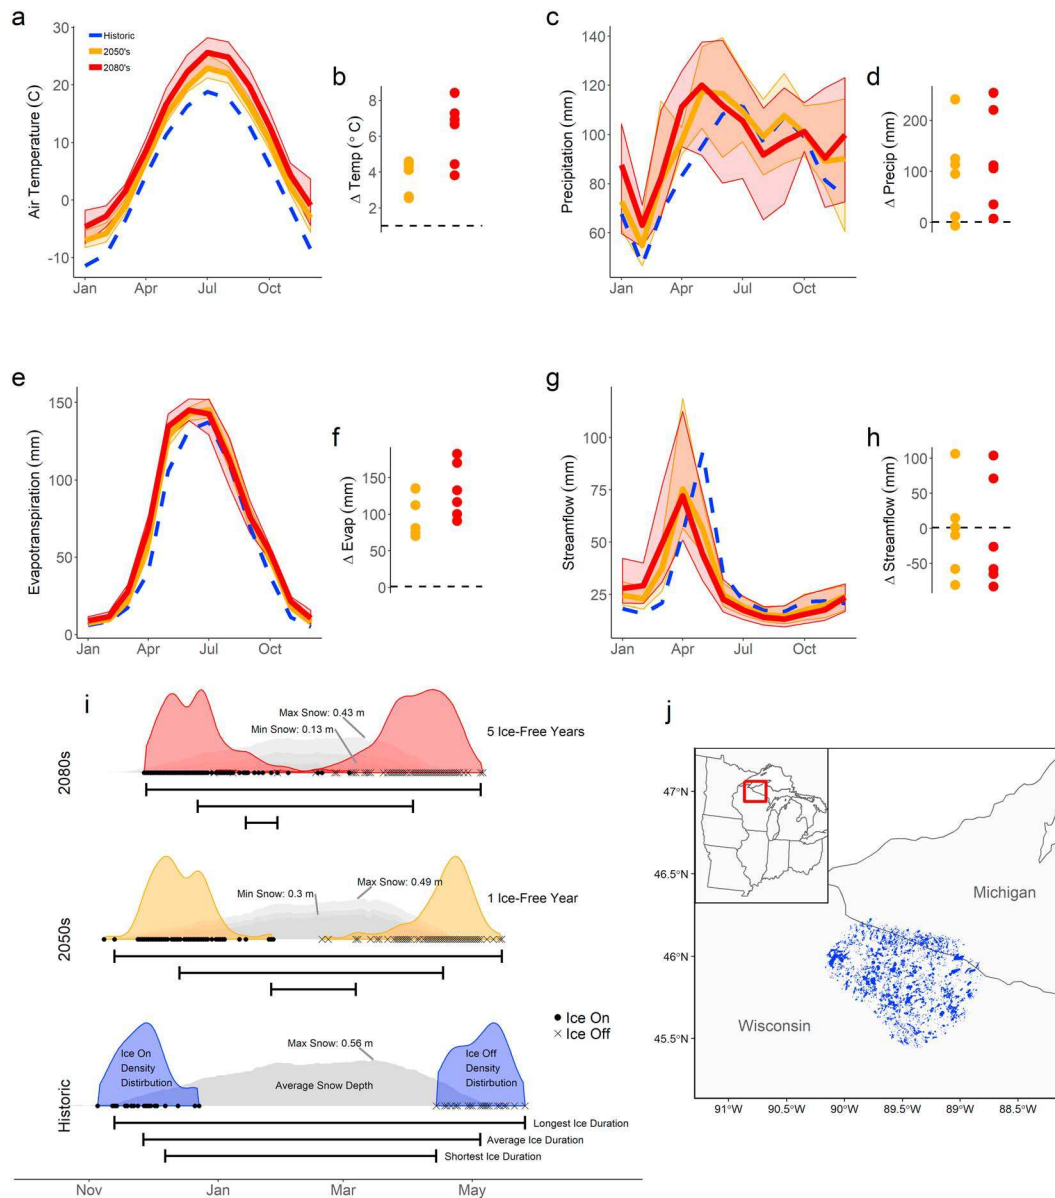 a
30
20
10
0
-10
Air Temperature (C)
Historic
2050's
2080's
Jan
Apr
Jul
Oct
b
8
6
4
2
Δ Temp (° C)
c
140
120
100
80
60
Precipitation (mm)
Jan
Apr
Jul
Oct
d
200
100
0
Δ Precip (mm)
e
150
100
50
0
Evapotranspiration (mm)
Jan
Apr
Jul
Oct
f
150
100
50
0
Δ Evap (mm)
g
100
75
50
25
Streamflow (mm)
Jan
Apr
Jul
Oct
h
100
50
0
-50
Δ Streamflow (mm)
i
2080s
Max Snow: 0.43 m
Min Snow: 0.13 m
5 Ice-Free Years
2050s
Max Snow: 0.49 m
Min Snow: 0.3 m
1 Ice-Free Year
Ice On
Ice Off
Historic
Ice On
Density
Distirbution
Max Snow: 0.56 m
Average Snow Depth
Ice Off
Density
Distribution
Longest Ice Duration
Average Ice Duration
Shortest Ice Duration
Nov
Jan
Mar
May
j
47°N
46.5°N
46°N
45.5°N
Michigan
Wisconsin
91°W
90.5°W
90°W
89.5°W
89°W
88.5°W